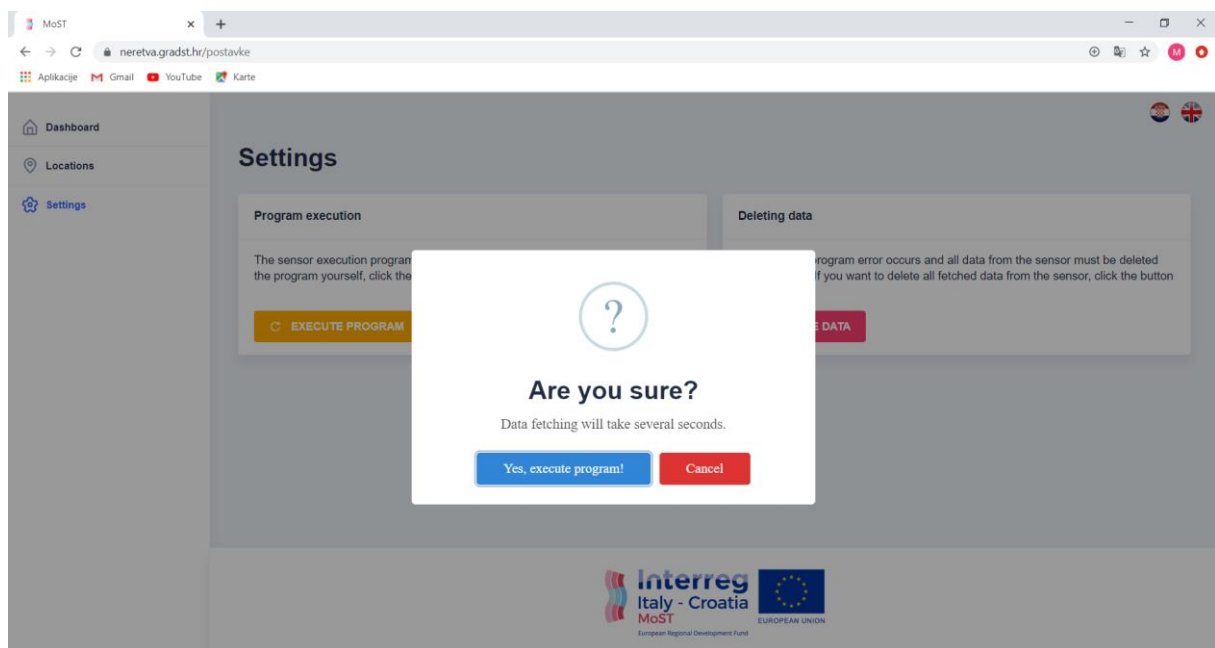 MoST
neretva.gradst.hr/postavke
M
Aplikacije Gmail YouTube Karte
Dashboard
Locations
Settings
Settings
Program execution
The sensor execution program
the program yourself, click the
EXECUTE PROGRAM
Deleting data
program error occurs and all data from the sensor must be deleted
If you want to delete all fetched data from the sensor, click the button
DATA
?
Are you sure?
Data fetching will take several seconds.
Yes, execute program!
Cancel
Interreg
Italy - Croatia
MoST
European Regional Development Fund
EUROPEAN UNION